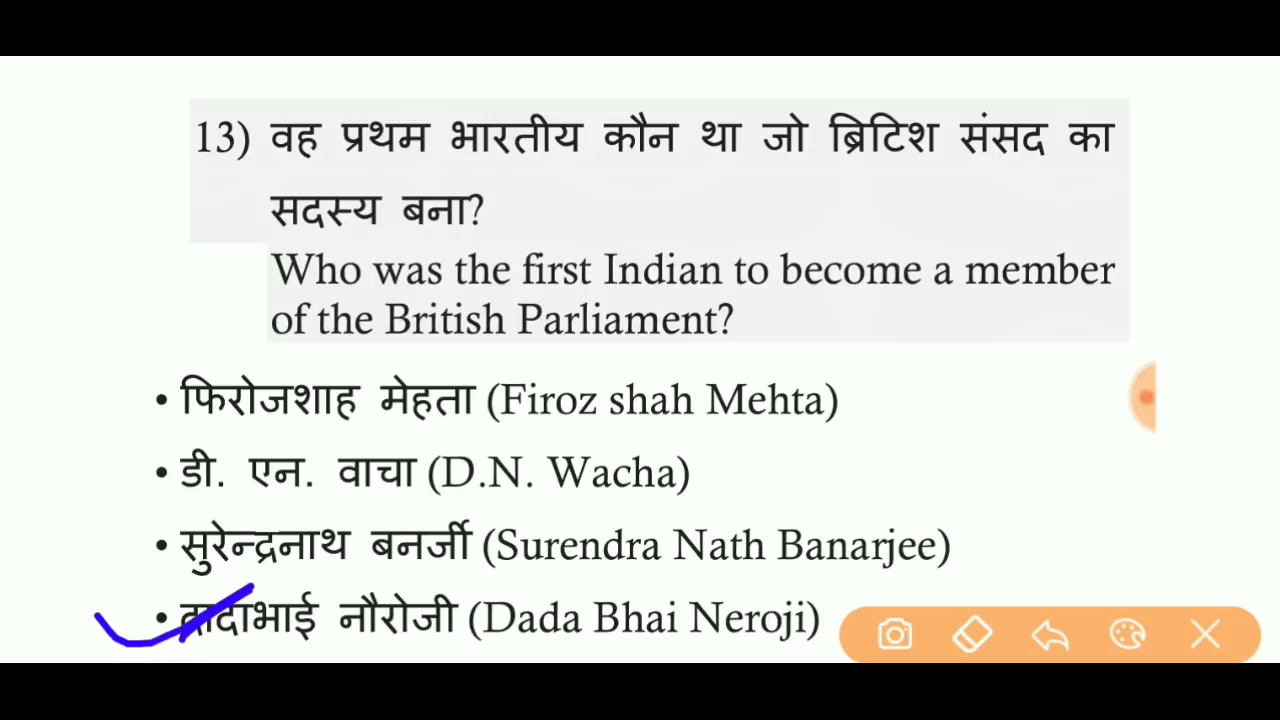 13) वह प्रथम भारतीय कौन था जो ब्रिटिश संसद का
सदस्य बना?
Who was the first Indian to become a member
of the British Parliament?
• फिरोजशाह मेहता (Firoz shah Mehta)
• डी. एन. वाचा (D.N. Wacha)
• सुरेन्द्रनाथ बनर्जी (Surendra Nath Banarjee)
• दादाभाई नौरोजी (Dada Bhai Neroji)